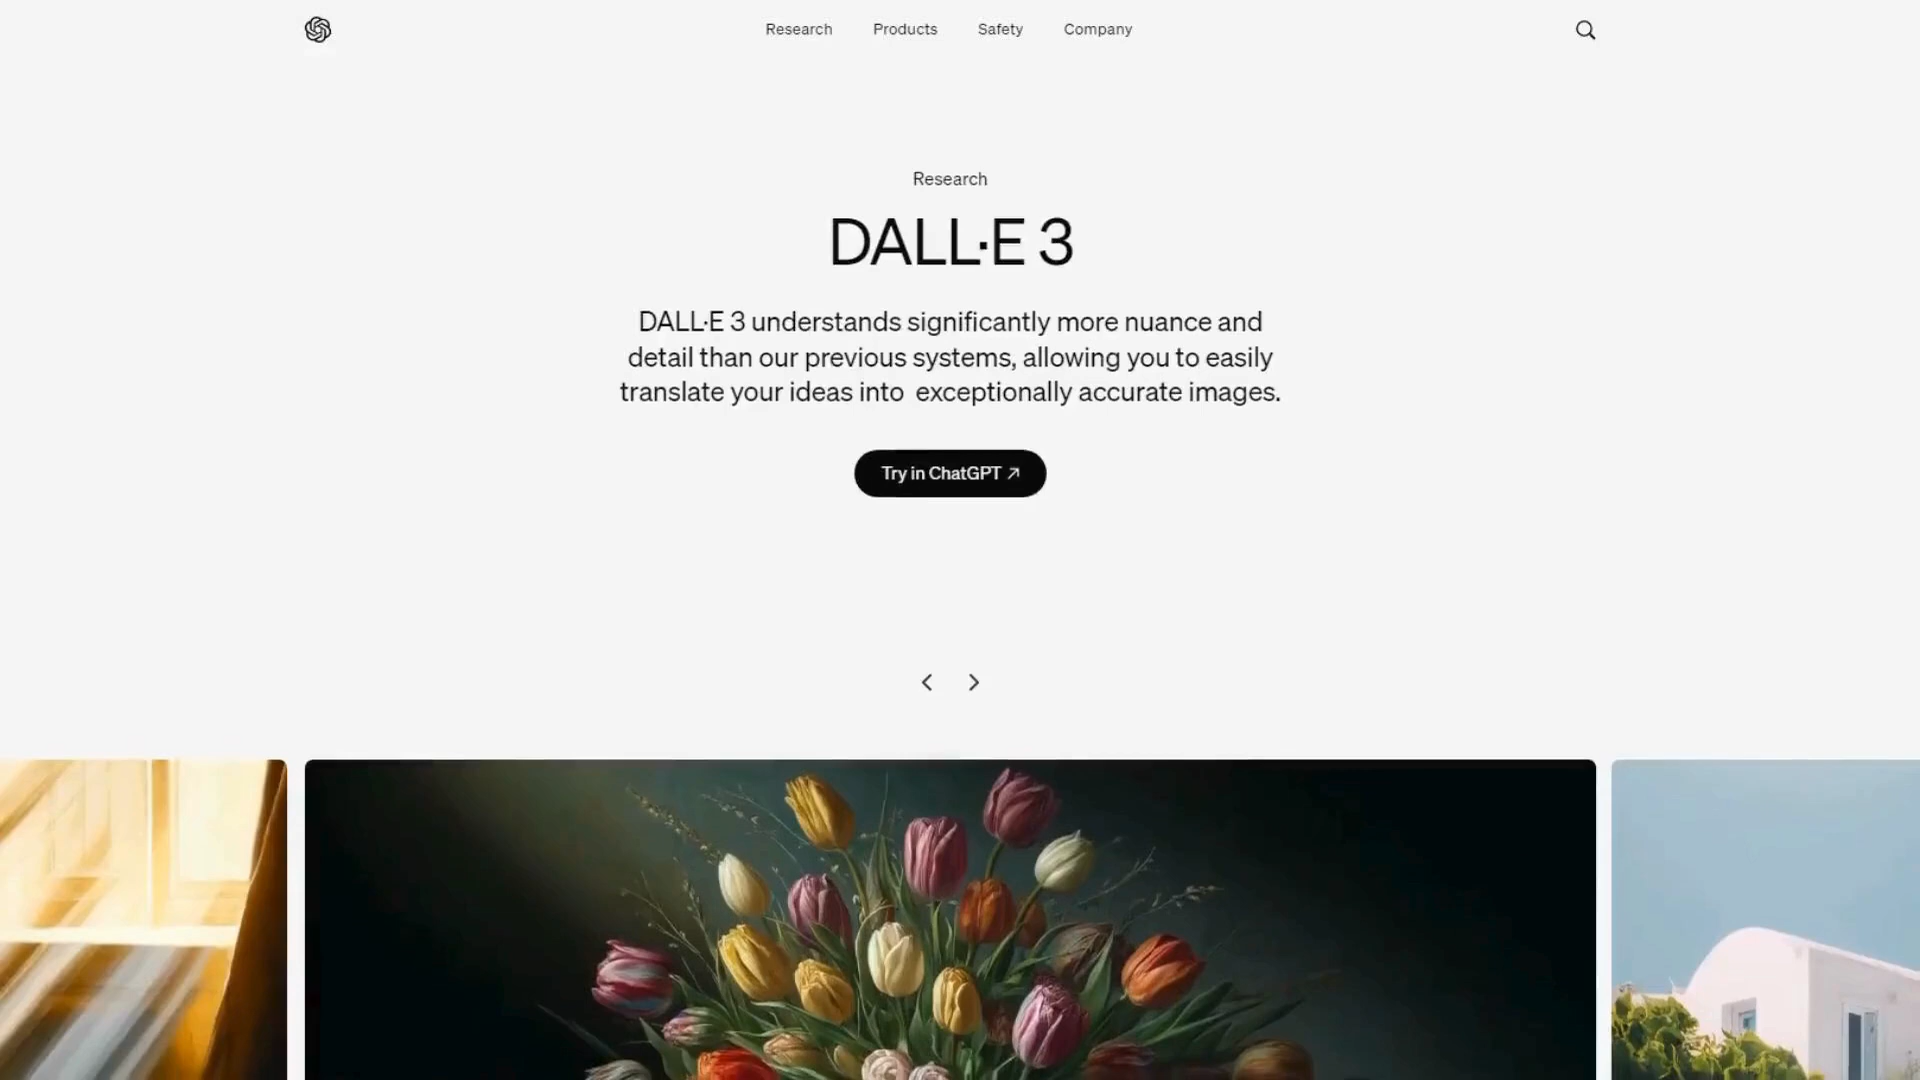 Research
Products
Safety
Company
Research
DALL·E 3
DALL·E 3 understands significantly more nuance and
detail than our previous systems, allowing you to easily
translate your ideas into exceptionally accurate images.
Try in ChatGPT ↗